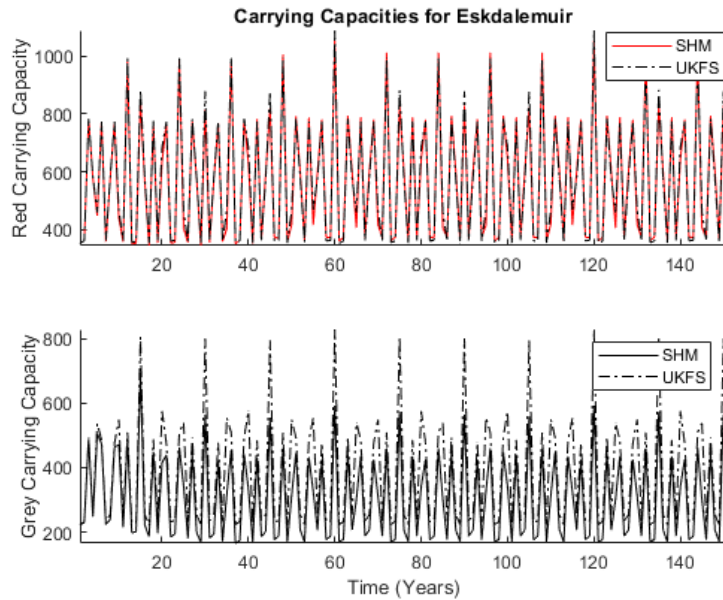 Carrying Capacities for Eskdalemuir
Red Carrying Capacity
1000
800
600
400
SHM
UKFS
20 40 60 80 100 120 140
Grey Carrying Capacity
800
600
400
200
SHM
UKFS
20 40 60 80 100 120 140
Time (Years)